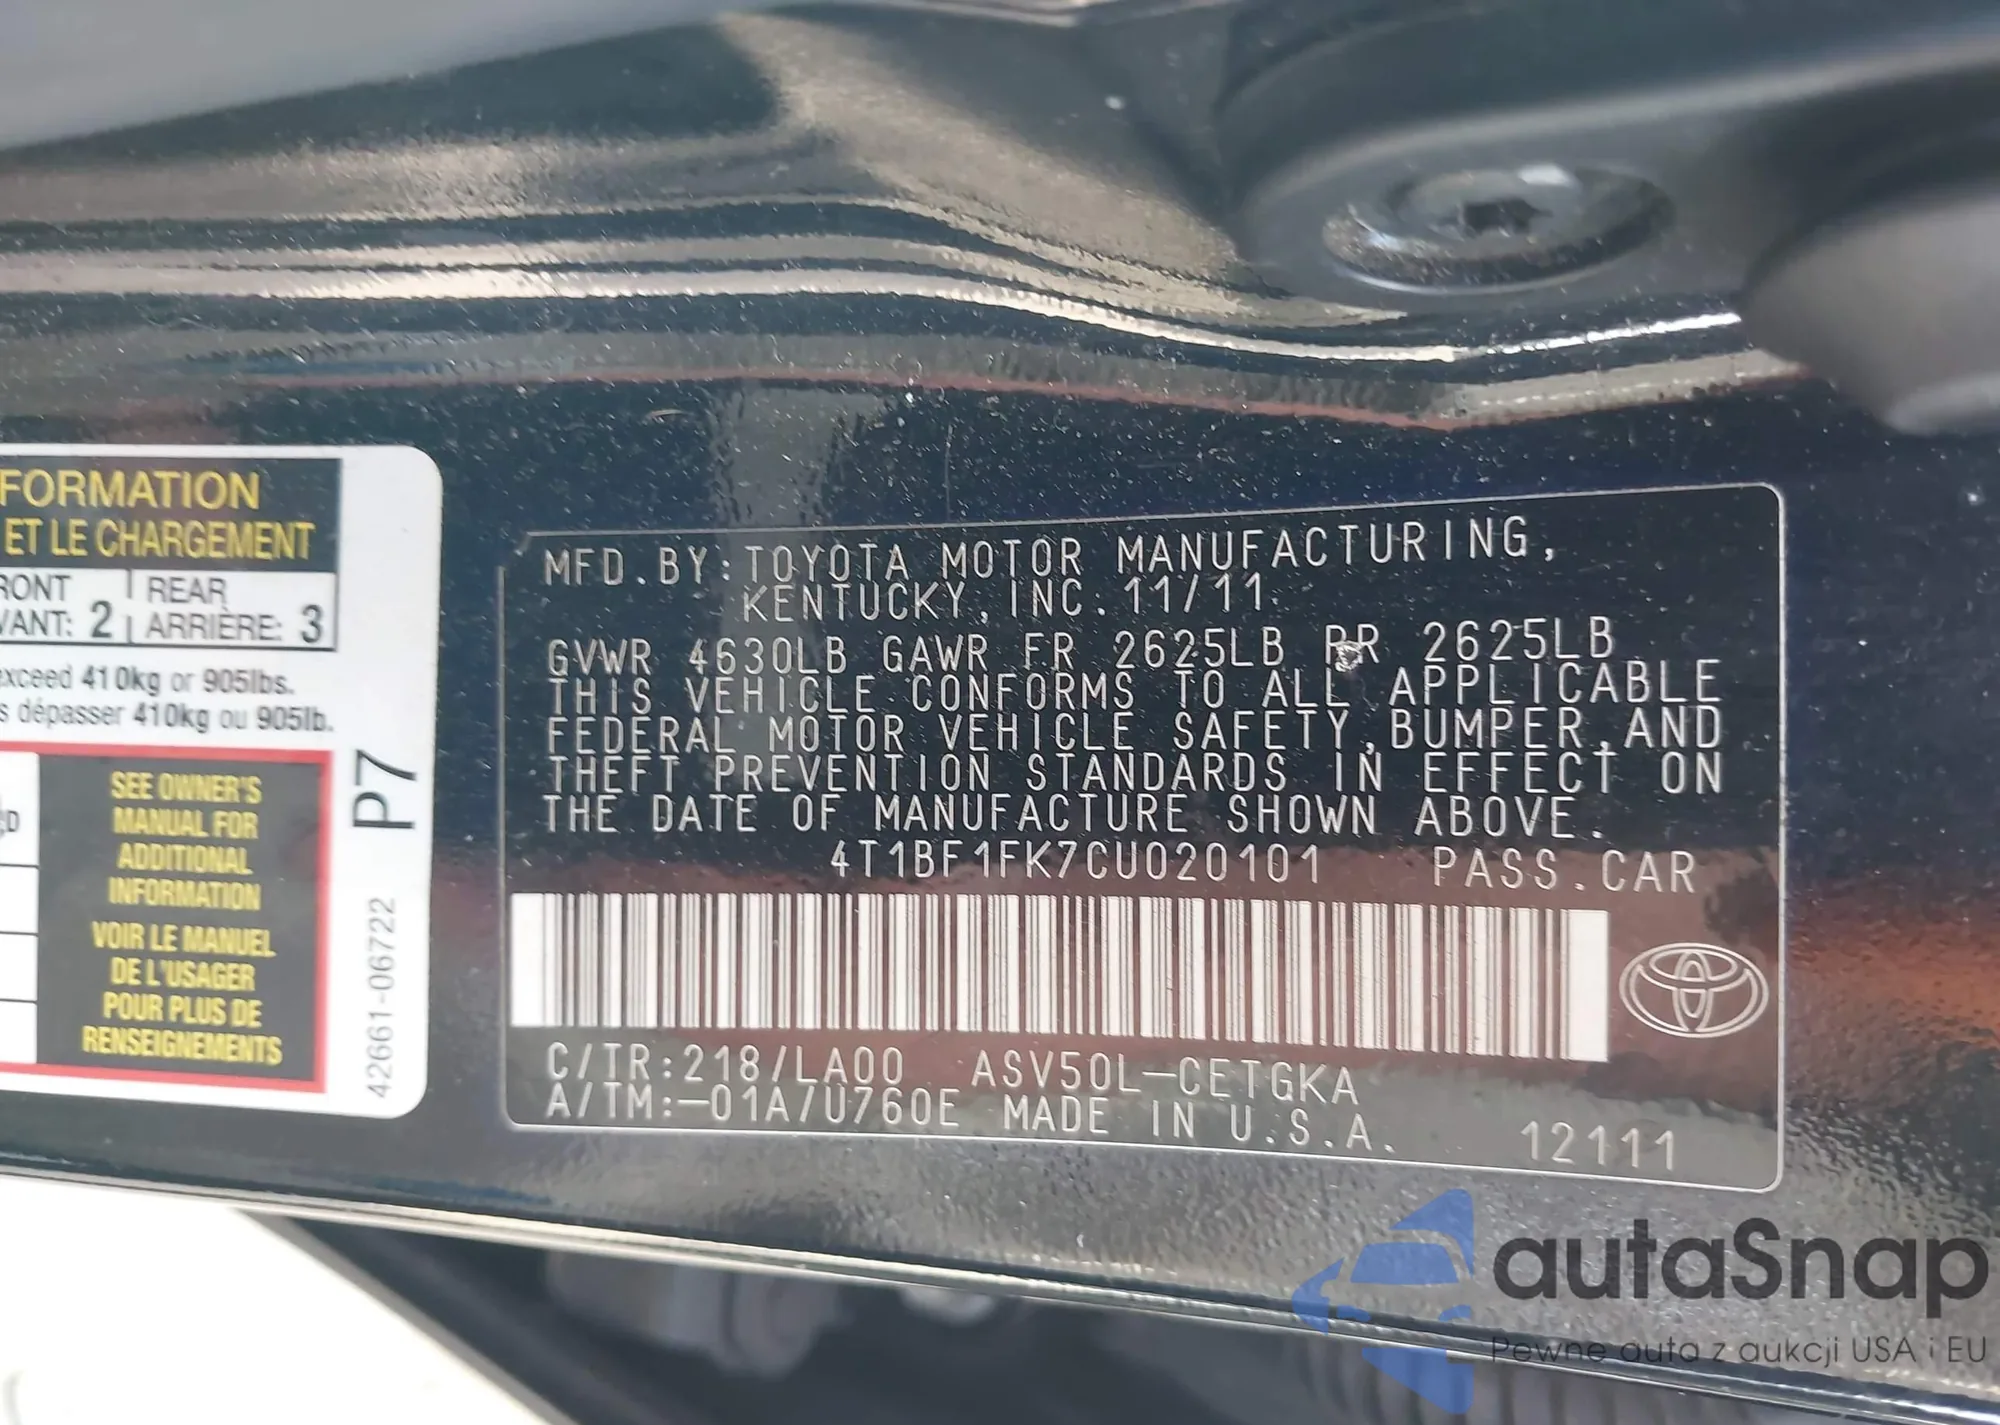 FORMATION
ET LE CHARGEMENT
RONT
VANT: 2
REAR
ARRIÈRE: 3
xceed 410kg or 905lbs.
s dépasser 410kg ou 905lb.
SEE OWNER'S
MANUAL FOR
ADDITIONAL
INFORMATION
VOIR LE MANUEL
DE L'USAGER
POUR PLUS DE
RENSEIGNEMENTS
P7
42661-06722
MFD.BY:TOYOTA MOTOR MANUFACTURING,
KENTUCKY,INC. 11/11
GVWR 4630LB GAWR FR 2625LB RR 2625LB
THIS VEHICLE CONFORMS TO ALL APPLICABLE
FEDERAL MOTOR VEHICLE SAFETY,BUMPER,AND
THEFT PREVENTION STANDARDS IN EFFECT ON
THE DATE OF MANUFACTURE SHOWN ABOVE.
4T1BF1FK7CU020101 PASS.CAR
C/TR:218/LA00 ASV50L-CETGKA
A/TM:-01A/U760E MADE IN U.S.A.
12111
autaSnap
Pewne auta z aukcji USA i EU